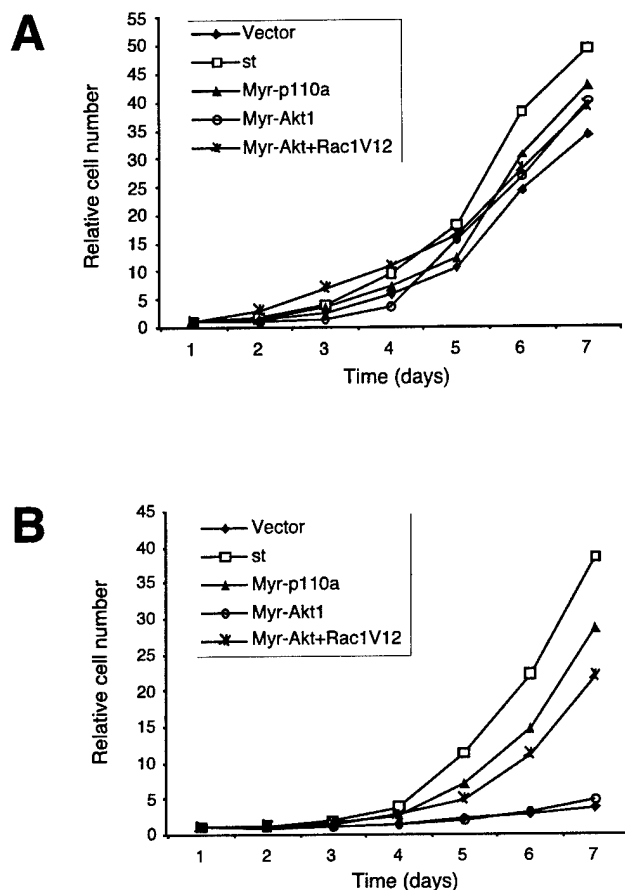 A
55
50
45
40
35
30
25
20
15
10
5
0
Relative cell number
Vector
st
Myr-p110a
Myr-Akt1
Myr-Akt+Rac1V12
1 2 3 4 5 6 7
Time (days)
B
45
40
35
30
25
20
15
10
5
0
Relative cell number
Vector
st
Myr-p110a
Myr-Akt1
Myr-Akt+Rac1V12
1 2 3 4 5 6 7
Time (days)